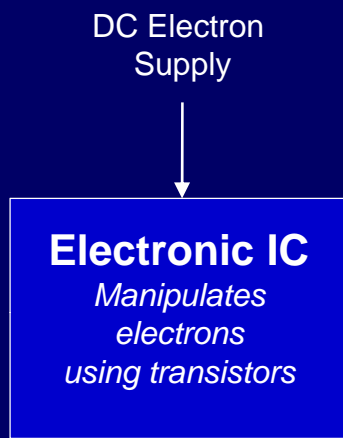 DC Electron
Supply
Electronic IC
Manipulates
electrons
using transistors